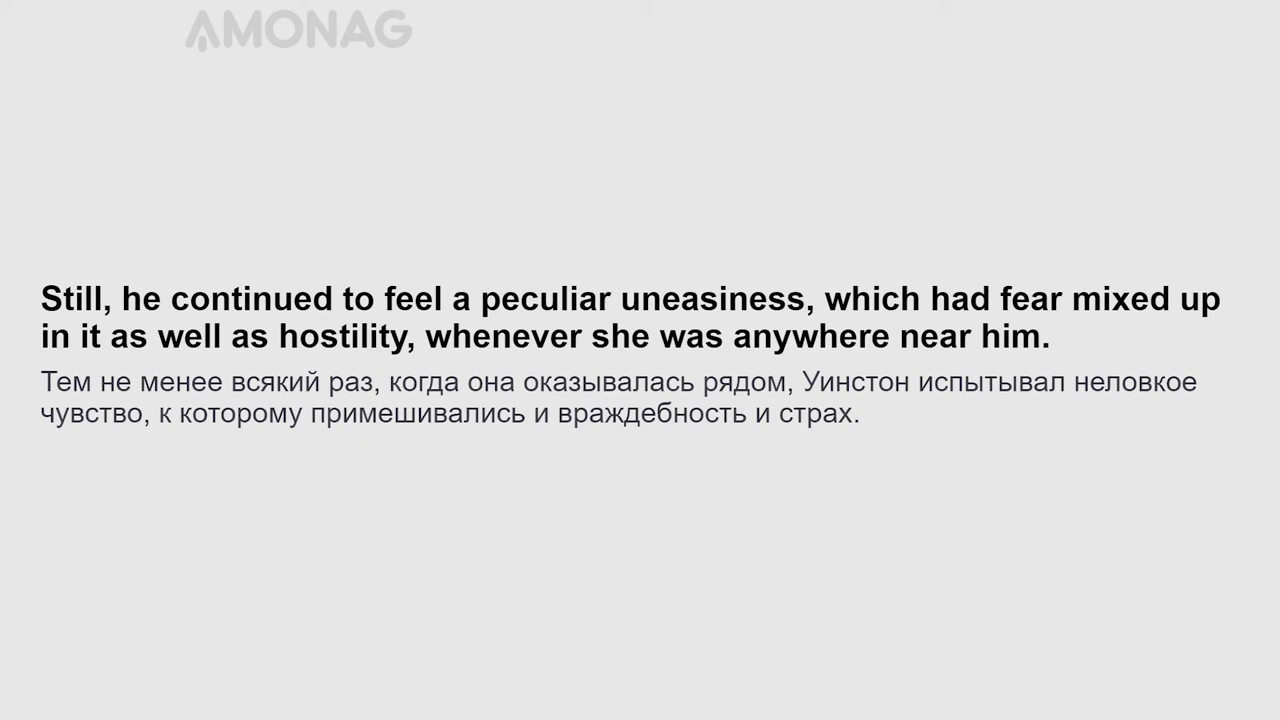 AMONAG
Still, he continued to feel a peculiar uneasiness, which had fear mixed up
in it as well as hostility, whenever she was anywhere near him.
Тем не менее всякий раз, когда она оказывалась рядом, Уинстон испытывал неловкое
чувство, к которому примешивались и враждебность и страх.